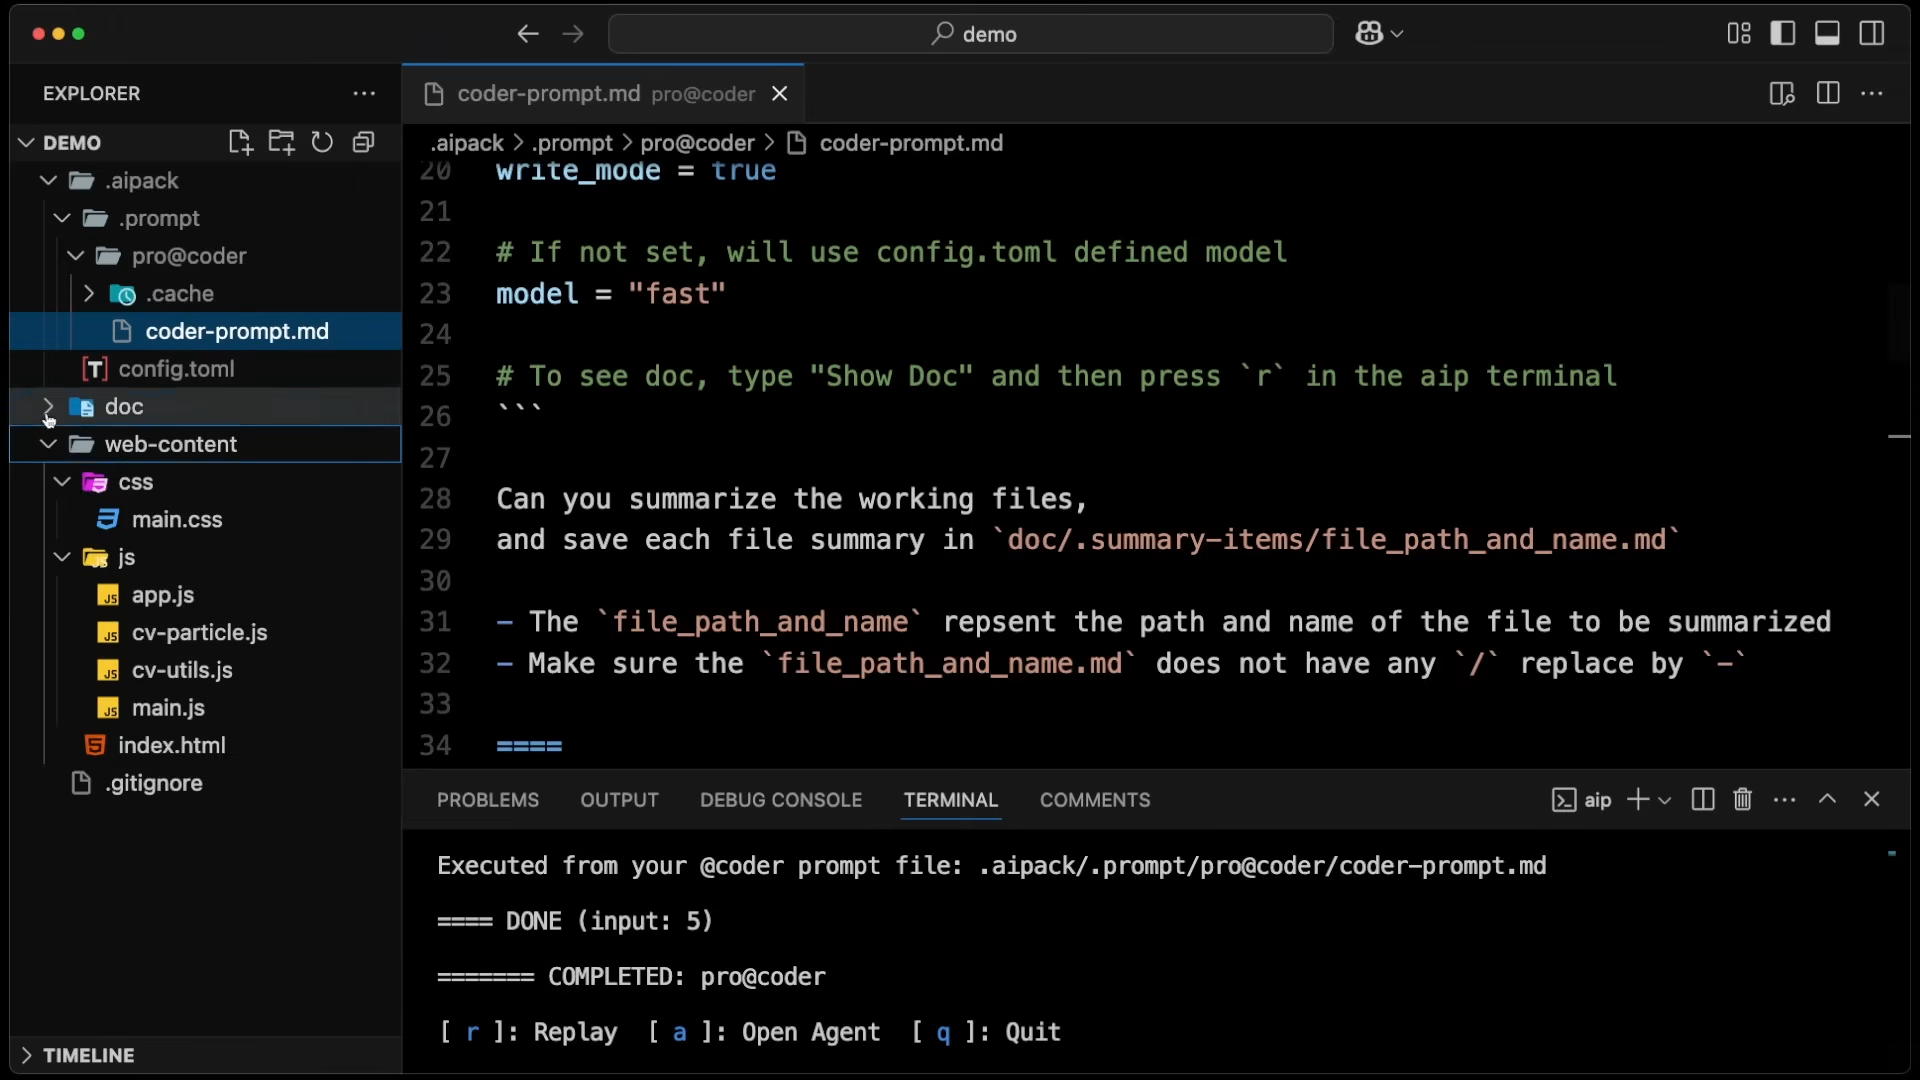 demo
EXPLORER
coder-prompt.md pro@coder
DEMO
.aipack > .prompt > pro@coder > coder-prompt.md
.aipack
.prompt
pro@coder
.cache
coder-prompt.md
[T] config.toml
doc
web-content
css
main.css
js
JS app.js
JS cv-particle.js
JS cv-utils.js
JS main.js
5 index.html
.gitignore
TIMELINE
20 write_mode = true
21
22 # If not set, will use config.toml defined model
23 model = "fast"
24
25 # To see doc, type "Show Doc" and then press `r` in the aip terminal
26 ```
27
28 Can you summarize the working files,
29 and save each file summary in `doc/.summary-items/file_path_and_name.md`
30
31 - The `file_path_and_name` repsent the path and name of the file to be summarized
32 - Make sure the `file_path_and_name.md` does not have any `/` replace by `-`
33
34 ====
PROBLEMS OUTPUT DEBUG CONSOLE TERMINAL COMMENTS aip
Executed from your @coder prompt file: .aipack/.prompt/pro@coder/coder-prompt.md
==== DONE (input: 5)
======= COMPLETED: pro@coder
[ r ]: Replay [ a ]: Open Agent [ q ]: Quit